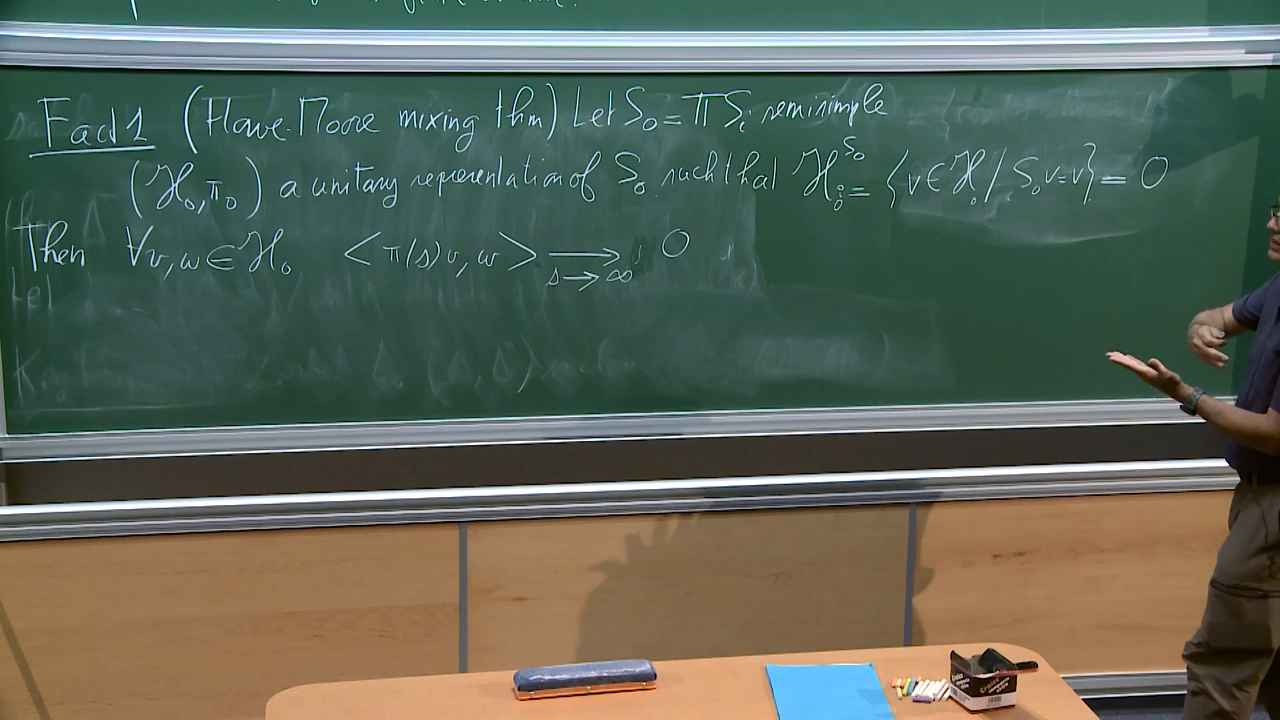 Fact 1 (Howe-Moore mixing thm) Let S₀ = Π Sᵢ semisimple
(ℋ₀, π₀) a unitary representation of S₀ such that ℋ₀^{S₀} := {v ∈ ℋ₀ / S₀v = v} = 0
Then ∀v, w ∈ ℋ₀ <π(s)v, w> ⟶_{s→∞} 0